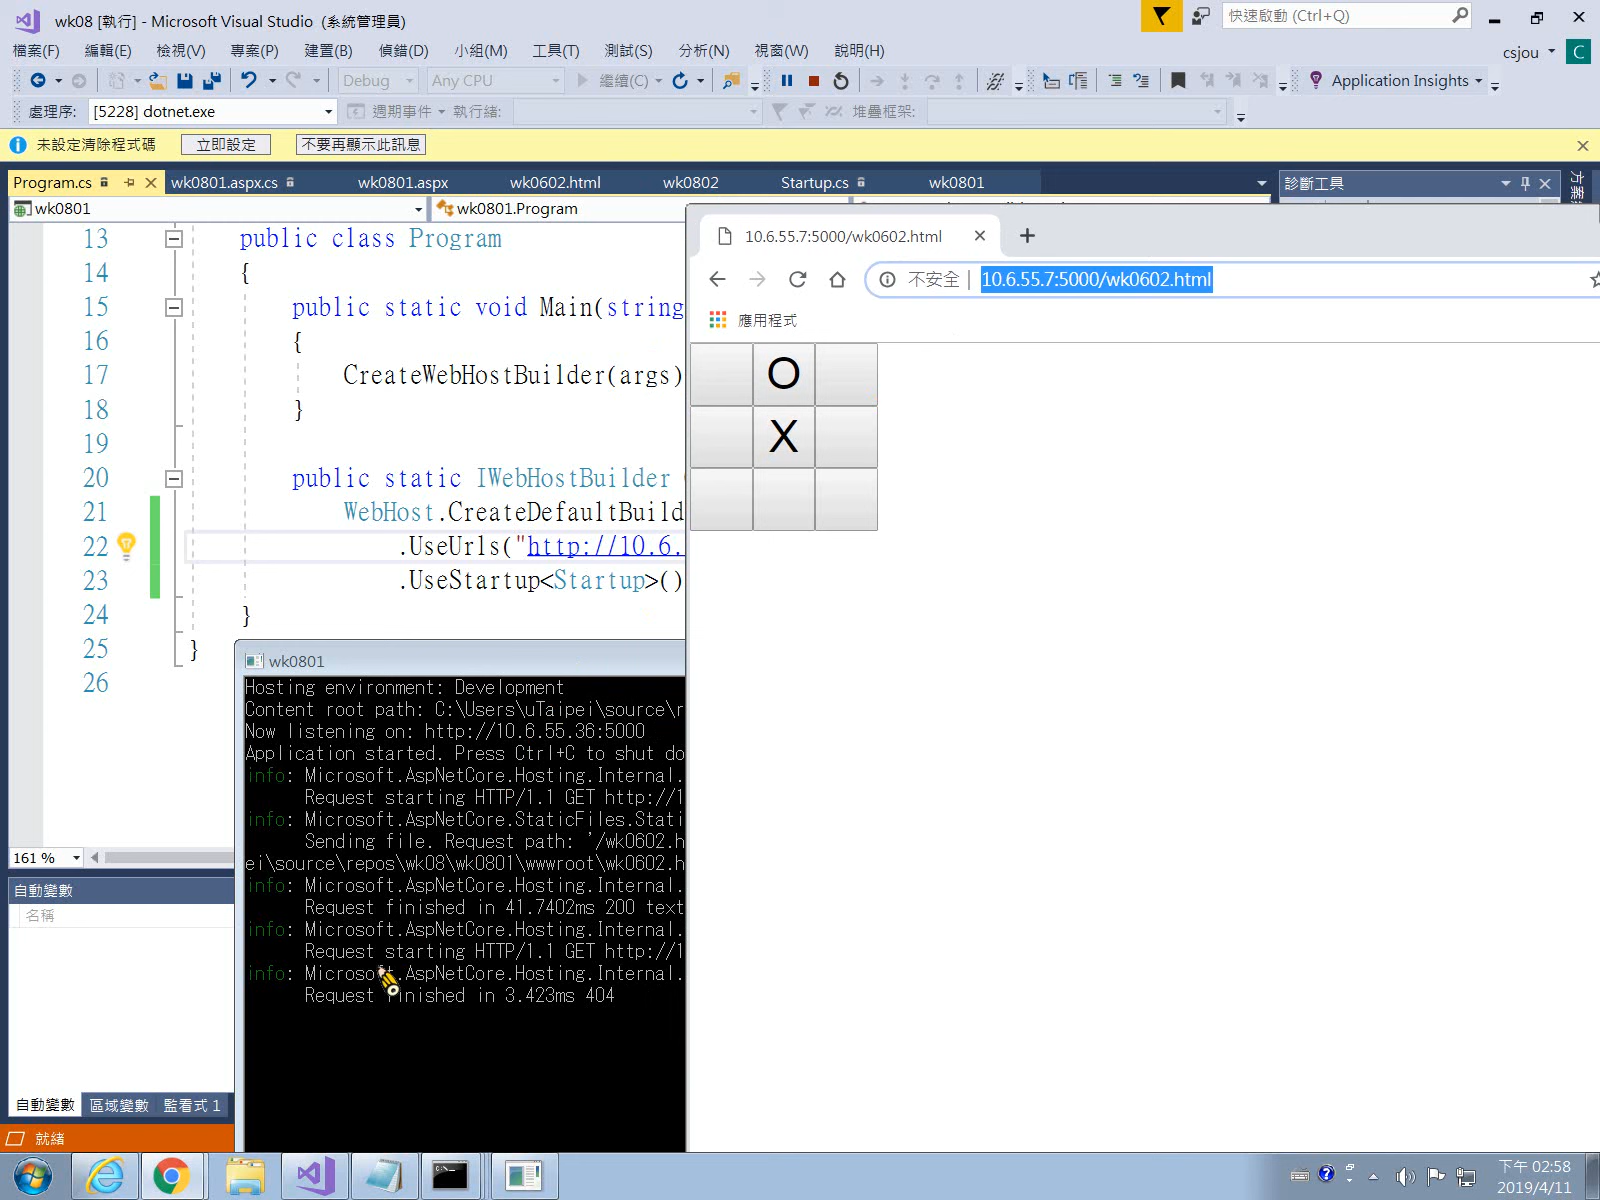 wk08 [執行] - Microsoft Visual Studio (系統管理員)
快速啟動 (Ctrl+Q)
檔案(F) 編輯(E) 檢視(V) 專案(P) 建置(B) 偵錯(D) 小組(M) 工具(T) 測試(S) 分析(N) 視窗(W) 說明(H)
csjou C
Debug Any CPU 繼續(C) Application Insights
處理序: [5228] dotnet.exe 週期事件 執行緒: 堆疊框架:
未設定清除程式碼 立即設定 不要再顯示此訊息
Program.cs wk0801.aspx.cs wk0801.aspx wk0602.html wk0802 Startup.cs wk0801 診斷工具
wk0801 wk0801.Program
13 public class Program
14 {
15 public static void Main(string
16 {
17 CreateWebHostBuilder(args)
18 }
19
20 public static IWebHostBuilder
21 WebHost.CreateDefaultBuild
22 .UseUrls("http://10.6.
23 .UseStartup<Startup>()
24 }
25 }
26
10.6.55.7:5000/wk0602.html
不安全 10.6.55.7:5000/wk0602.html
應用程式
O
X
wk0801
Hosting environment: Development
Content root path: C:\Users\uTaipei\source\r
Now listening on: http://10.6.55.36:5000
Application started. Press Ctrl+C to shut do
info: Microsoft.AspNetCore.Hosting.Internal.
Request starting HTTP/1.1 GET http://1
info: Microsoft.AspNetCore.StaticFiles.Stati
Sending file. Request path: '/wk0602.h
ei\source\repos\wk08\wk0801\wwwroot\wk0602.h
info: Microsoft.AspNetCore.Hosting.Internal.
Request finished in 41.7402ms 200 text
info: Microsoft.AspNetCore.Hosting.Internal.
Request starting HTTP/1.1 GET http://1
info: Microsoft.AspNetCore.Hosting.Internal.
Request finished in 3.423ms 404
161 %
自動變數
名稱
自動變數 區域變數 監看式 1
就緒
下午 02:58
2019/4/11